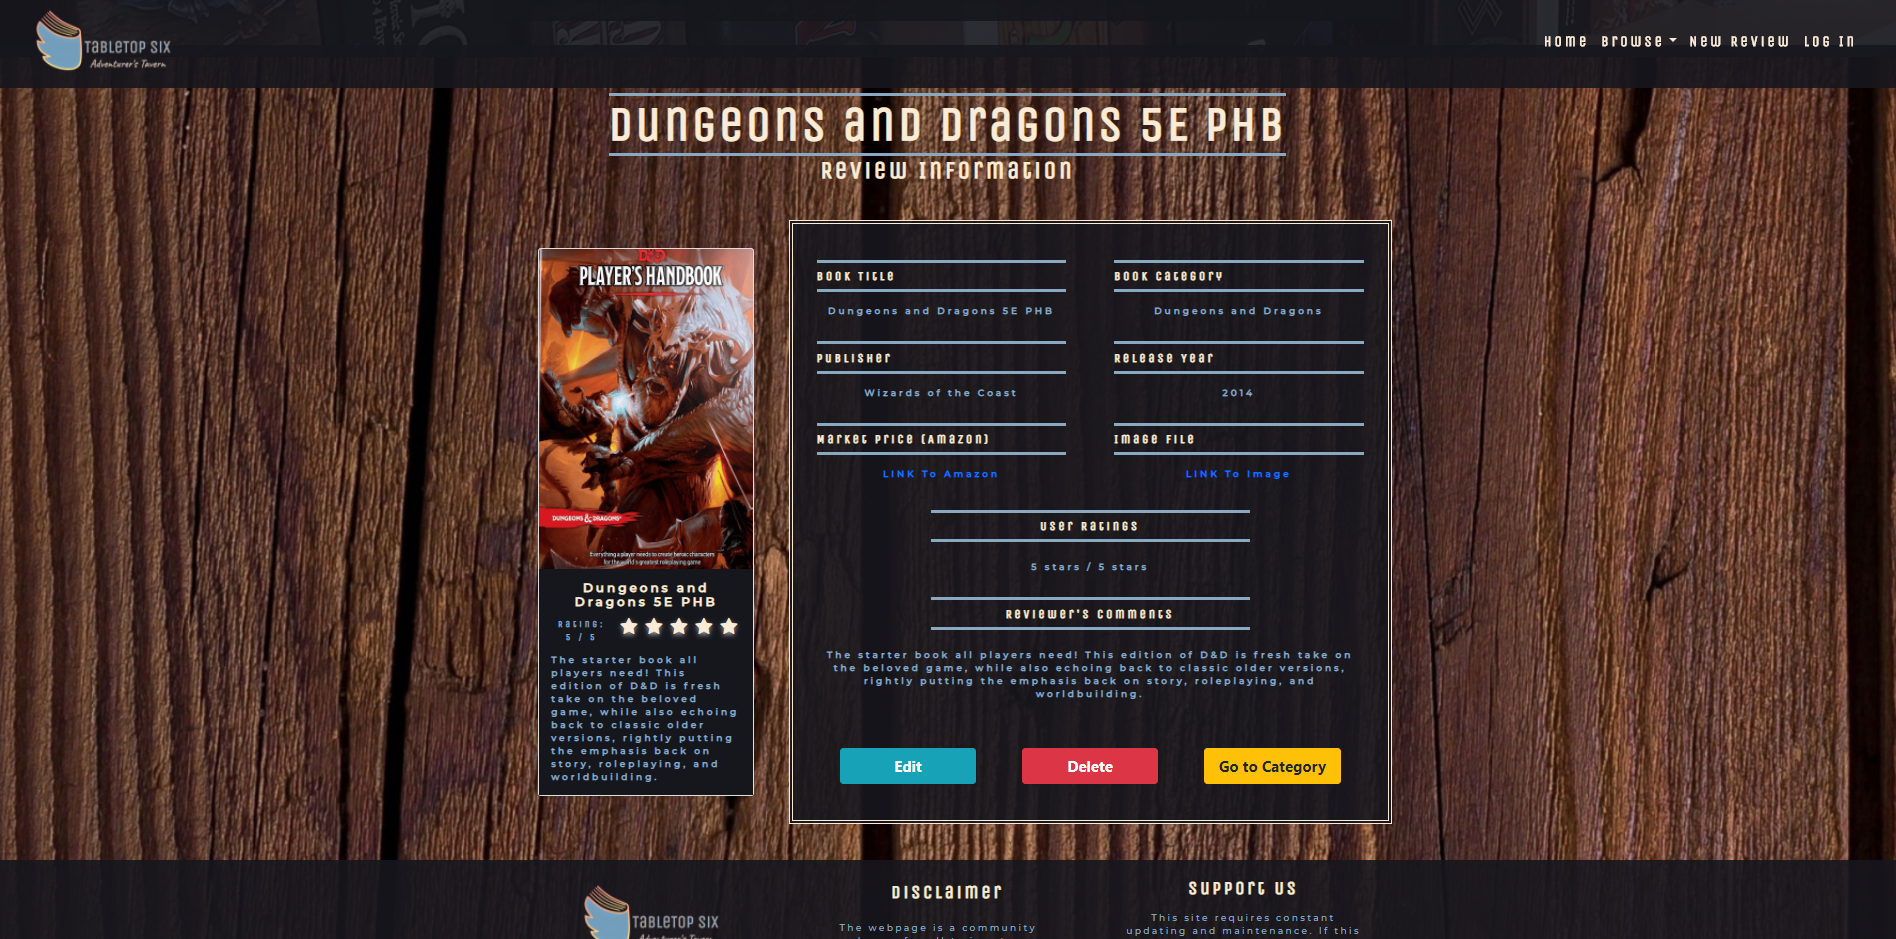 TABLETOP SIX
Adventurer's Tavern
Home
Browse
New Review
Log In
Dungeons and Dragons 5E PHB
Review Information
D&D
PLAYER'S HANDBOOK
DUNGEONS & DRAGONS
Everything a player needs to create heroic characters
for the world's greatest roleplaying game
Dungeons and
Dragons 5E PHB
Rating:
5 / 5
The starter book all
players need! This
edition of D&D is fresh
take on the beloved
game, while also echoing
back to classic older
versions, rightly putting
the emphasis back on
story, roleplaying, and
worldbuilding.
Book Title
Dungeons and Dragons 5E PHB
Book Category
Dungeons and Dragons
Publisher
Wizards of the Coast
Release Year
2014
Market Price (Amazon)
LINK To Amazon
Image File
LINK To Image
User Ratings
5 stars / 5 stars
Reviewer's Comments
The starter book all players need! This edition of D&D is fresh take on
the beloved game, while also echoing back to classic older versions,
rightly putting the emphasis back on story, roleplaying, and
worldbuilding.
Edit
Delete
Go to Category
TABLETOP SIX
Adventurer's Tavern
Disclaimer
The webpage is a community
Support Us
This site requires constant
updating and maintenance. If this